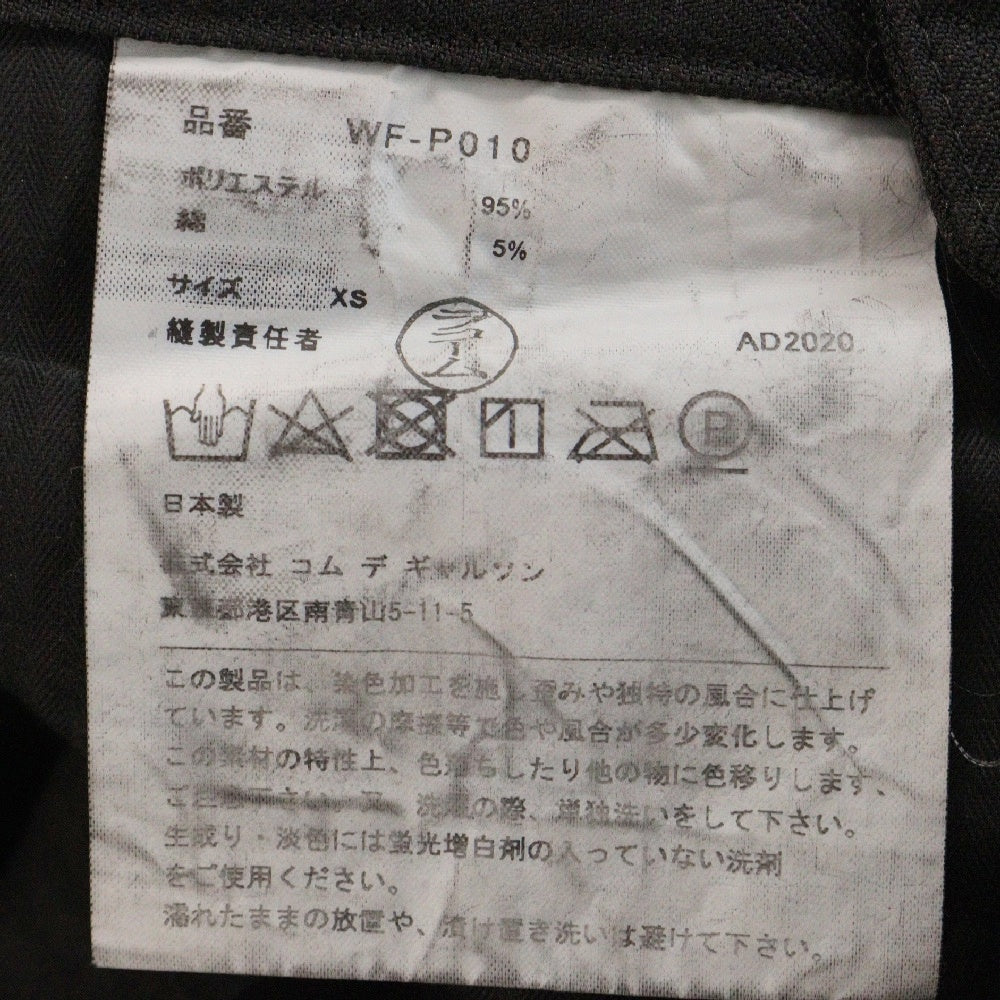 品番 WF-P010
ポリエステル 95%
綿 5%
サイズ XS
縫製責任者 AD2020
P
日本製
株式会社 コム デ ギャルソン
東京都港区南青山5-11-5
この製品は、染色加工を施し歪みや独特の風合に仕上げ
ています。洗濯の摩擦等で色や風合が多少変化します。
この素材の特性上、色落ちしたり他の物に色移りします、
ご注意下さい。又、洗濯の際、単独洗いをして下さい。
生成り・淡色には蛍光増白剤の入っていない洗剤
をご使用ください。
濡れたままの放置や、漬け置き洗いは避けて下さい。